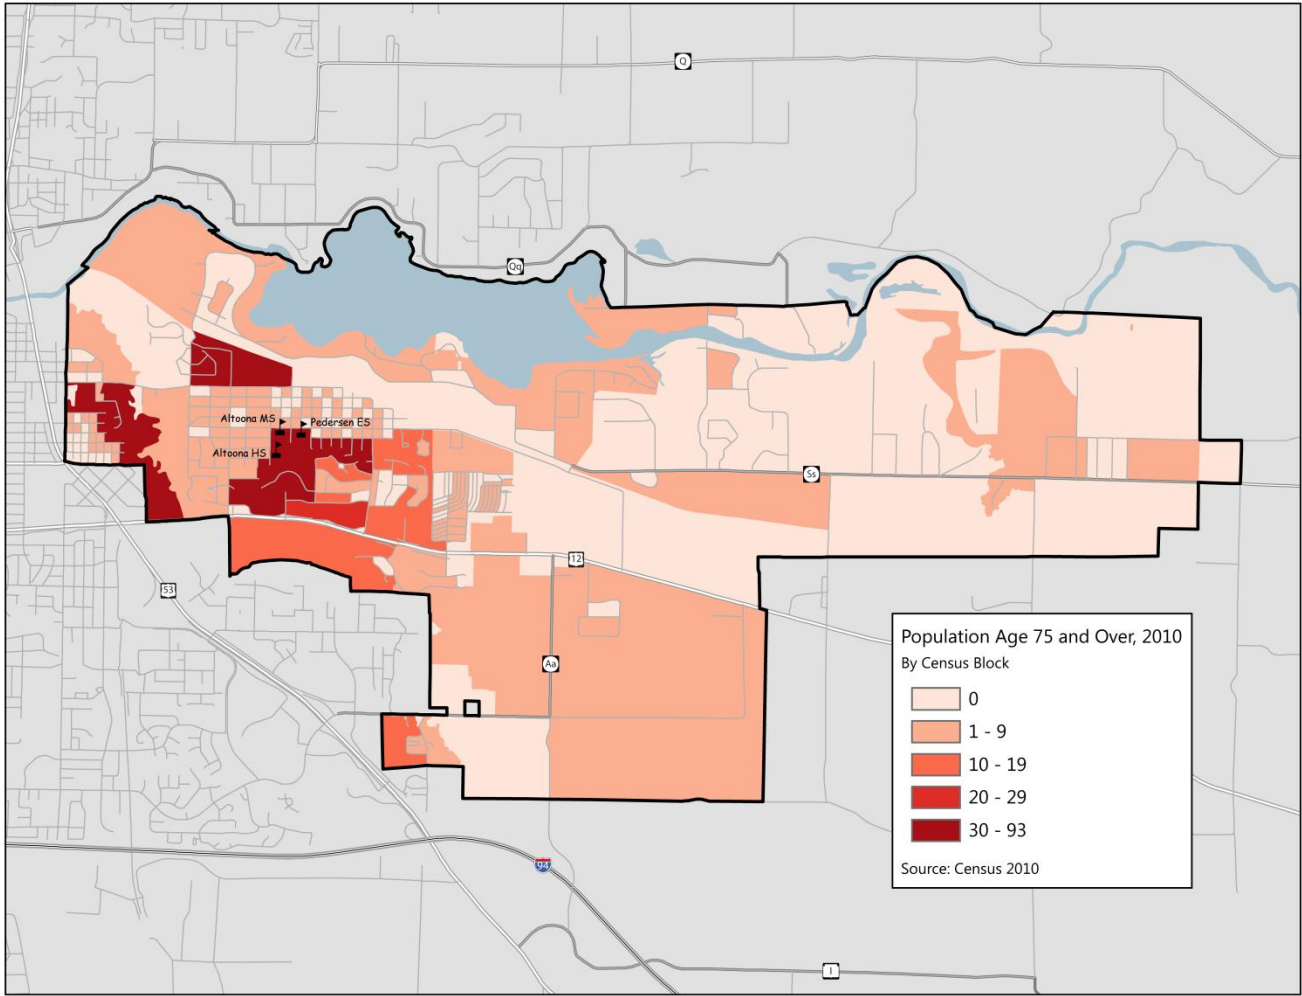 Q
Qq
Altoona MS
Pedersen ES
Altoona HS
Ss
12
53
Aa
Population Age 75 and Over, 2010
By Census Block
0
1 - 9
10 - 19
20 - 29
30 - 93
Source: Census 2010
94
I